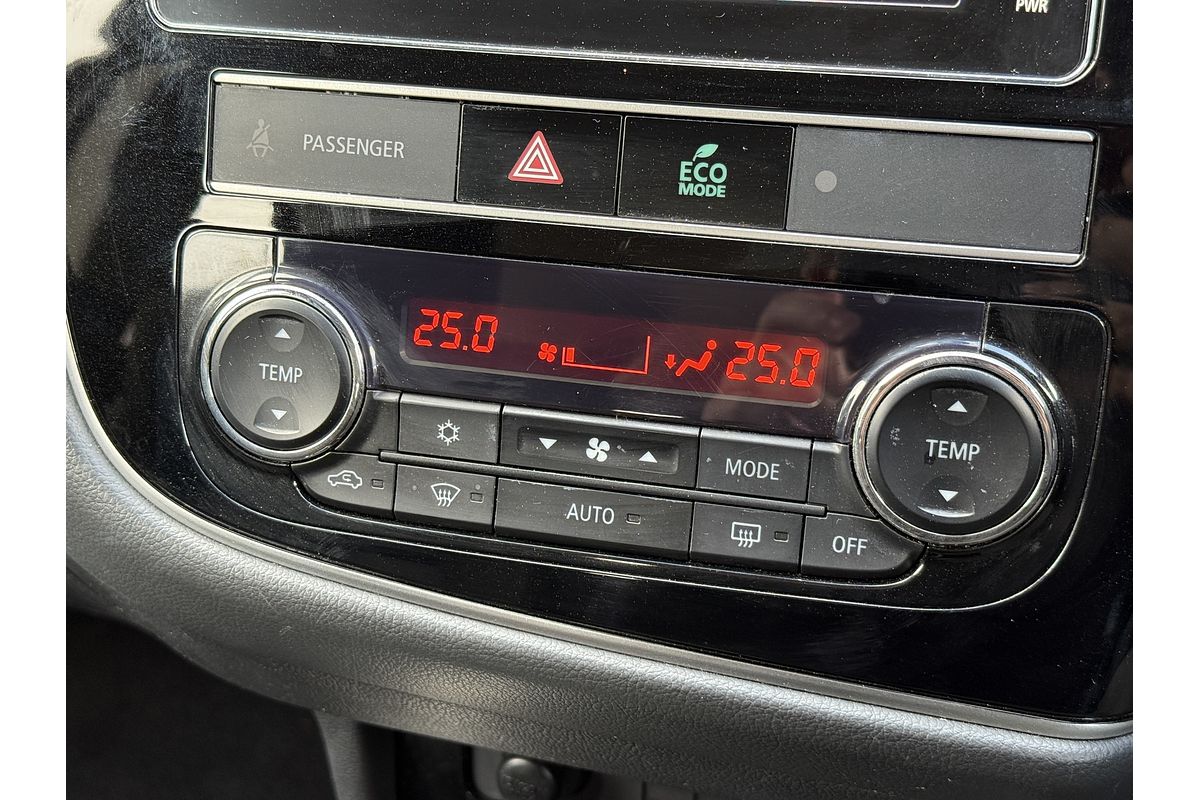 PWR
PASSENGER
ECO
MODE
25.0
25.0
TEMP
TEMP
MODE
AUTO
OFF